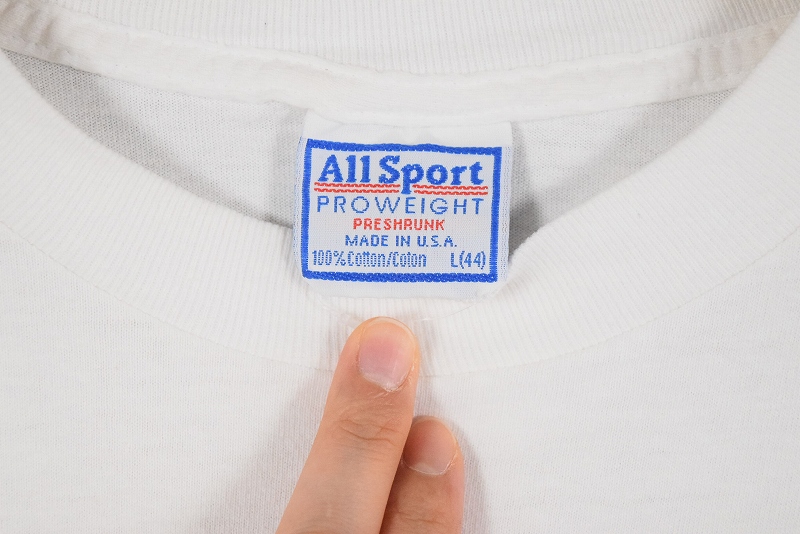 All Sport
PROWEIGHT
PRESHRUNK
MADE IN U.S.A.
100%Cotton/Coton L(44)